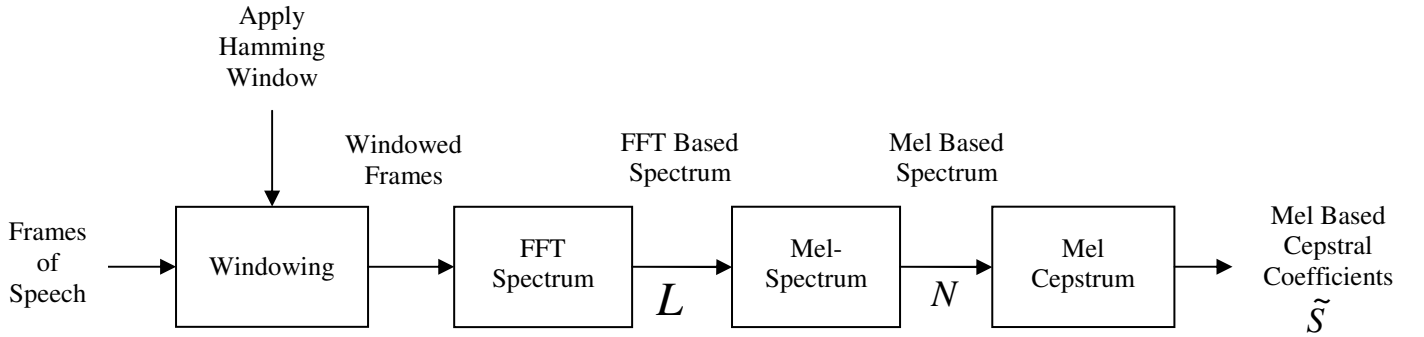 Apply
Hamming
Window
Windowed
Frames
FFT Based
Spectrum
Mel Based
Spectrum
Frames
of
Speech
Windowing
FFT
Spectrum
L
Mel-
Spectrum
N
Mel
Cepstrum
Mel Based
Cepstral
Coefficients
S̃